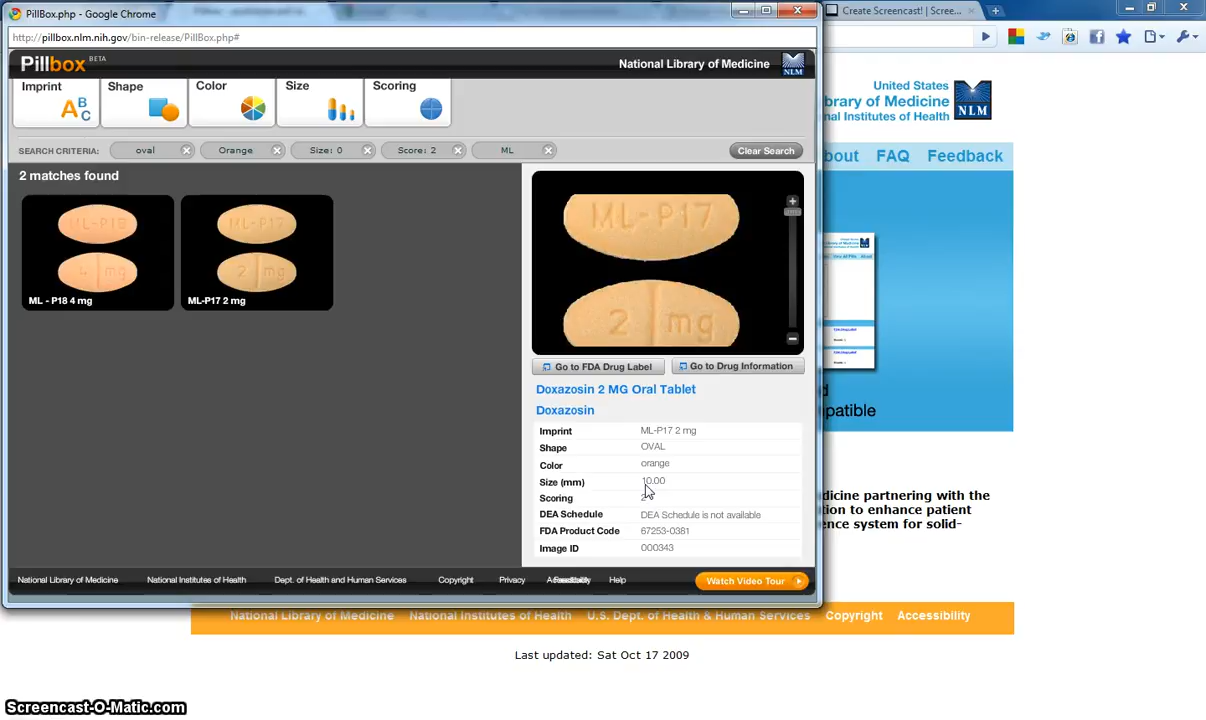 PillBox.php - Google Chrome
http://pillbox.nlm.nih.gov/bin-release/PillBox.php#
Pillbox BETA
National Library of Medicine
NLM
Imprint
ABC
Shape
Color
Size
Scoring
SEARCH CRITERIA:
oval
Orange
Size: 0
Score: 2
ML
Clear Search
2 matches found
ML-P18
4 mg
ML - P18 4 mg
ML-P17
2 mg
ML-P17 2 mg
ML-P17
2 mg
Go to FDA Drug Label
Go to Drug Information
Doxazosin 2 MG Oral Tablet
Doxazosin
Imprint ML-P17 2 mg
Shape OVAL
Color orange
Size (mm) 10.00
Scoring 2
DEA Schedule DEA Schedule is not available
FDA Product Code 67253-0381
Image ID 000343
National Library of Medicine
National Institutes of Health
Dept. of Health and Human Services
Copyright
Privacy
Help
Watch Video Tour
Create Screencast! | Scree...
United States
brary of Medicine
nal Institutes of Health
NLM
bout
FAQ
Feedback
d
patible
dicine partnering with the
tion to enhance patient
ence system for solid-
National Library of Medicine
National Institutes of Health
U.S. Dept. of Health & Human Services
Copyright
Accessibility
Last updated: Sat Oct 17 2009
Screencast-O-Matic.com